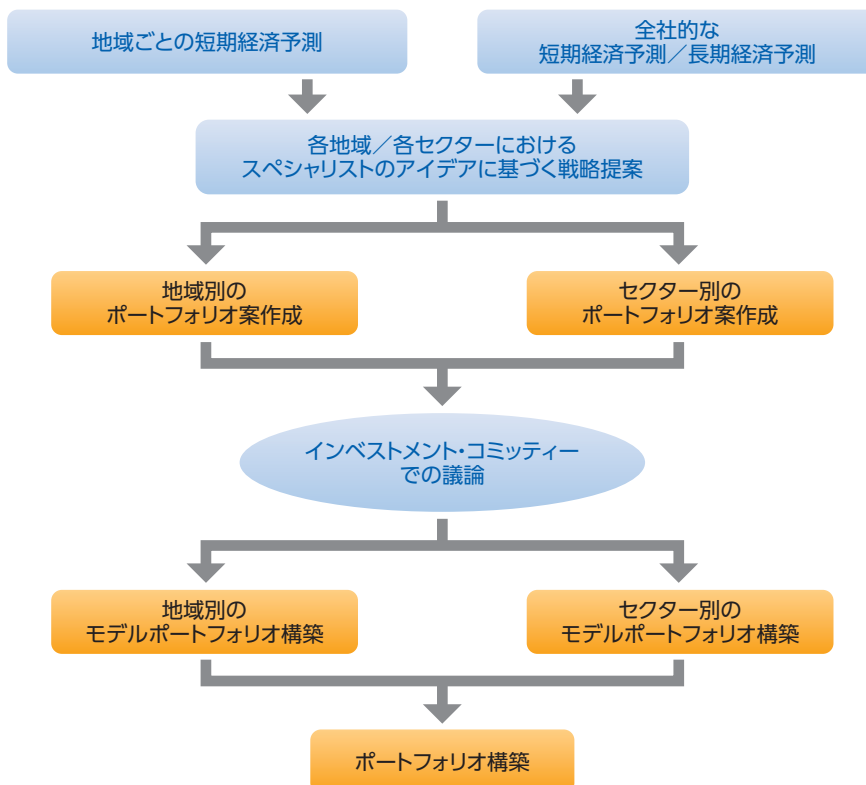 地域ごとの短期経済予測
全社的な
短期経済予測／長期経済予測
各地域／各セクターにおける
スペシャリストのアイデアに基づく戦略提案
地域別の
ポートフォリオ案作成
セクター別の
ポートフォリオ案作成
インベストメント・コミッティー
での議論
地域別の
モデルポートフォリオ構築
セクター別の
モデルポートフォリオ構築
ポートフォリオ構築